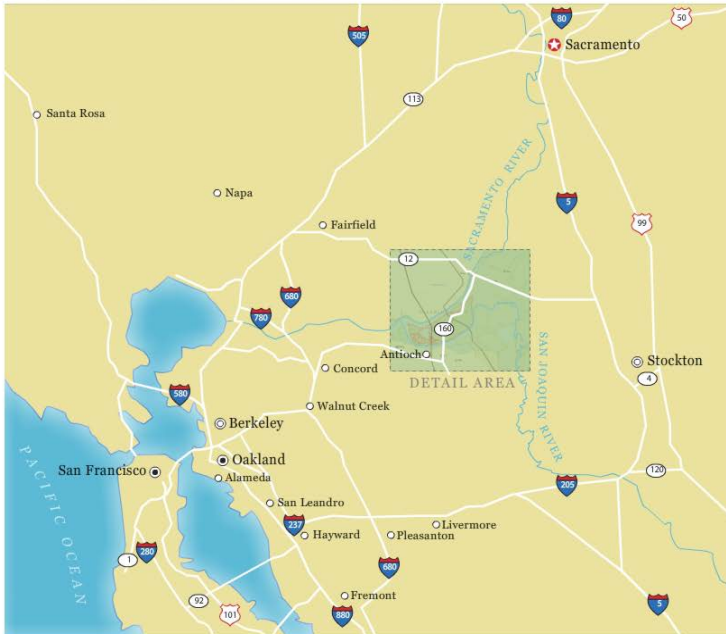 80
50
505
Sacramento
113
Santa Rosa
SACRAMENTO RIVER
Napa
5
99
Fairfield
12
680
780
160
Antioch
SAN JOAQUIN RIVER
Stockton
Concord
4
DETAIL AREA
580
Walnut Creek
Berkeley
PACIFIC OCEAN
San Francisco
Oakland
120
Alameda
205
San Leandro
237
Livermore
Hayward
Pleasanton
280
1
680
Fremont
92
101
880
5